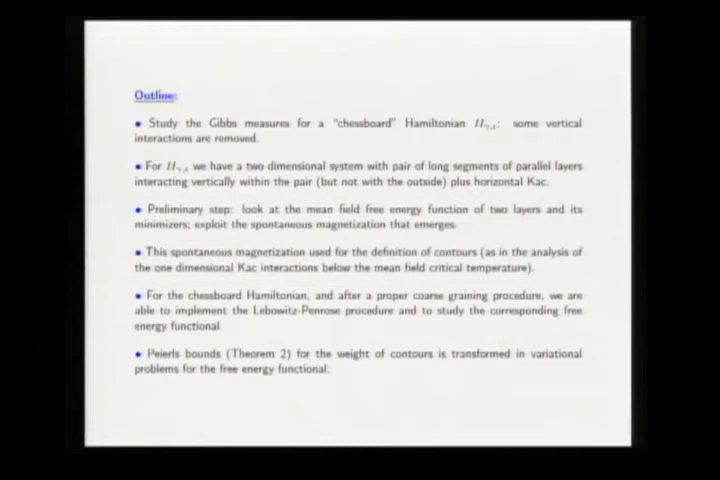 Outline:
• Study the Gibbs measures for a "chessboard" Hamiltonian H_{γ,ε}: some vertical
interactions are removed.
• For H_{γ,ε} we have a two dimensional system with pair of long segments of parallel layers
interacting vertically within the pair (but not with the outside) plus horizontal Kac.
• Preliminary step: look at the mean field free energy function of two layers and its
minimizers; exploit the spontaneous magnetization that emerges.
• This spontaneous magnetization used for the definition of contours (as in the analysis of
the one dimensional Kac interactions below the mean field critical temperature).
• For the chessboard Hamiltonian, and after a proper coarse graining procedure, we are
able to implement the Lebowitz-Penrose procedure and to study the corresponding free
energy functional
• Peierls bounds (Theorem 2) for the weight of contours is transformed in variational
problems for the free energy functional.